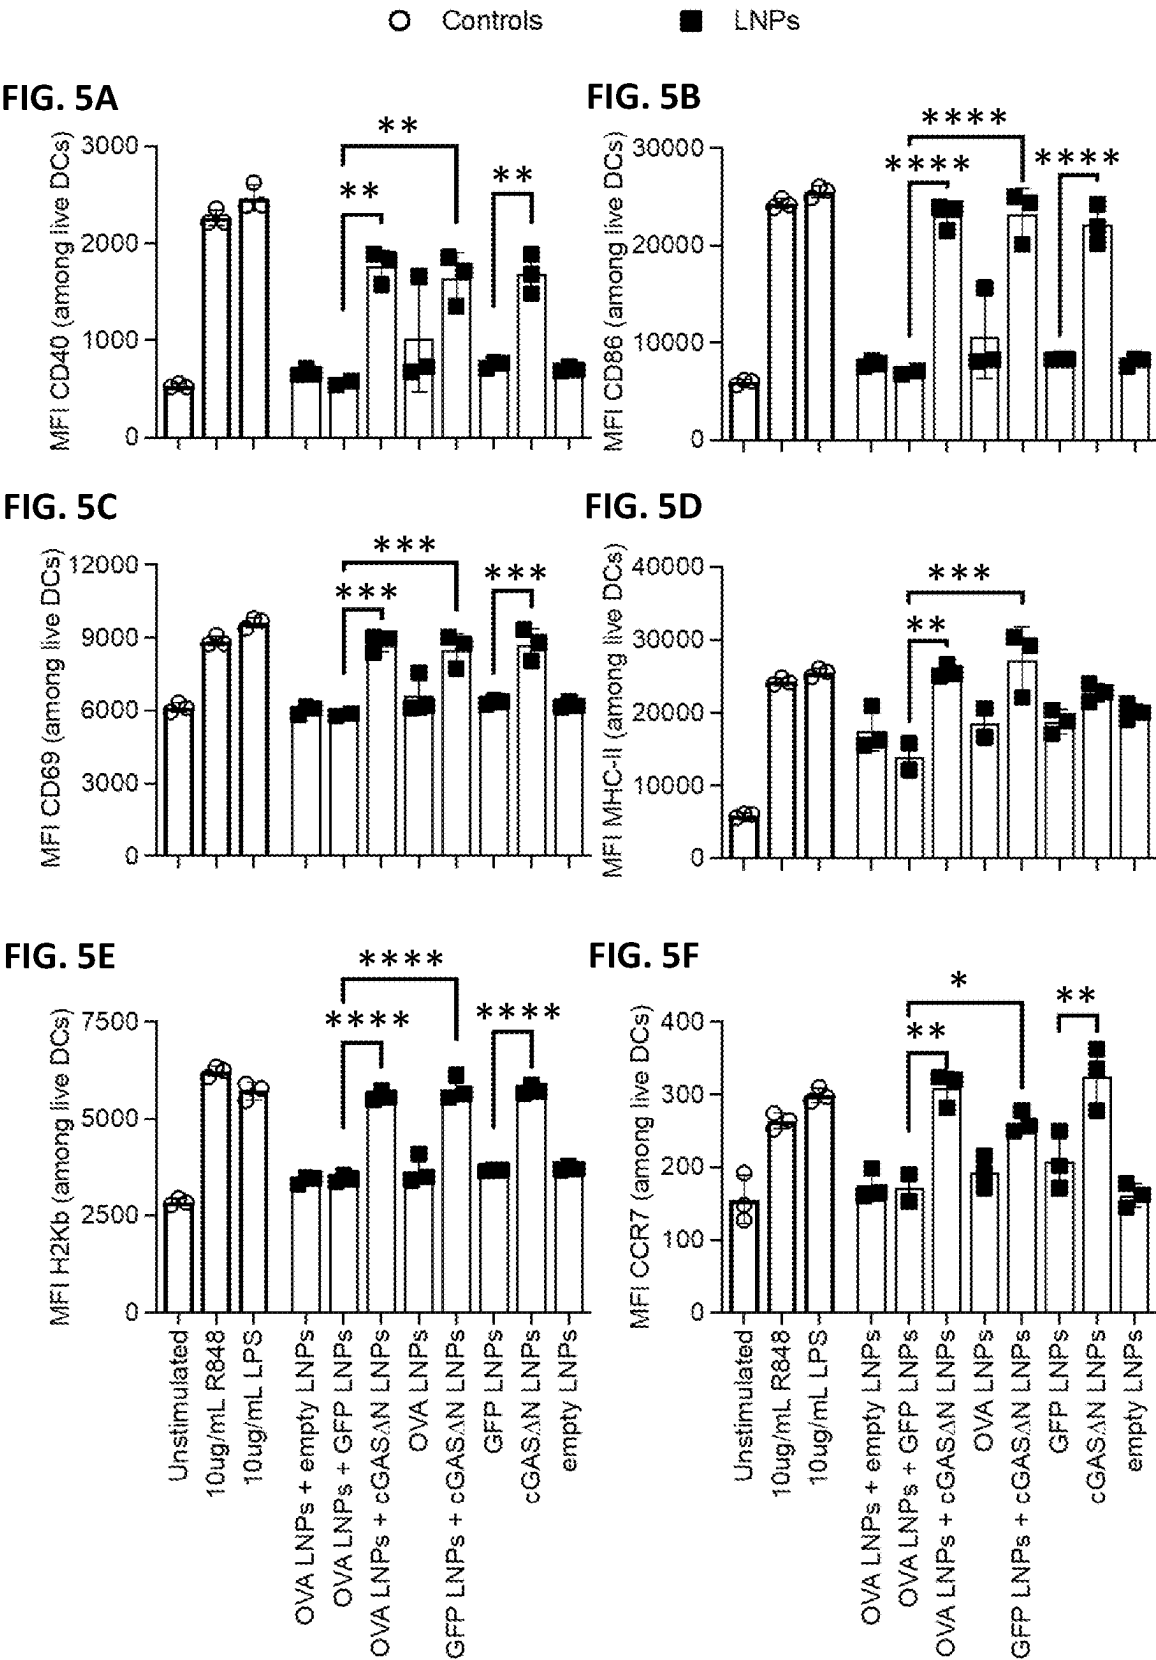 Controls LNPs
FIG. 5A
MFI CD40 (among live DCs)
3000
2000
1000
0
**
**
**
FIG. 5B
MFI CD86 (among live DCs)
30000
20000
10000
0
****
****
****
FIG. 5C
MFI CD69 (among live DCs)
12000
9000
6000
3000
0
***
***
***
FIG. 5D
MFI MHC-II (among live DCs)
40000
30000
20000
10000
0
***
**
FIG. 5E
MFI H2Kb (among live DCs)
7500
5000
2500
0
****
****
****
Unstimulated
10ug/mL R848
10ug/mL LPS
OVA LNPs + empty LNPs
OVA LNPs + GFP LNPs
OVA LNPs + cGASΔN LNPs
OVA LNPs
GFP LNPs + cGASΔN LNPs
GFP LNPs
cGASΔN LNPs
empty LNPs
FIG. 5F
MFI CCR7 (among live DCs)
400
300
200
100
0
*
**
**
Unstimulated
10ug/mL R848
10ug/mL LPS
OVA LNPs + empty LNPs
OVA LNPs + GFP LNPs
OVA LNPs + cGASΔN LNPs
OVA LNPs
GFP LNPs + cGASΔN LNPs
GFP LNPs
cGASΔN LNPs
empty LNPs